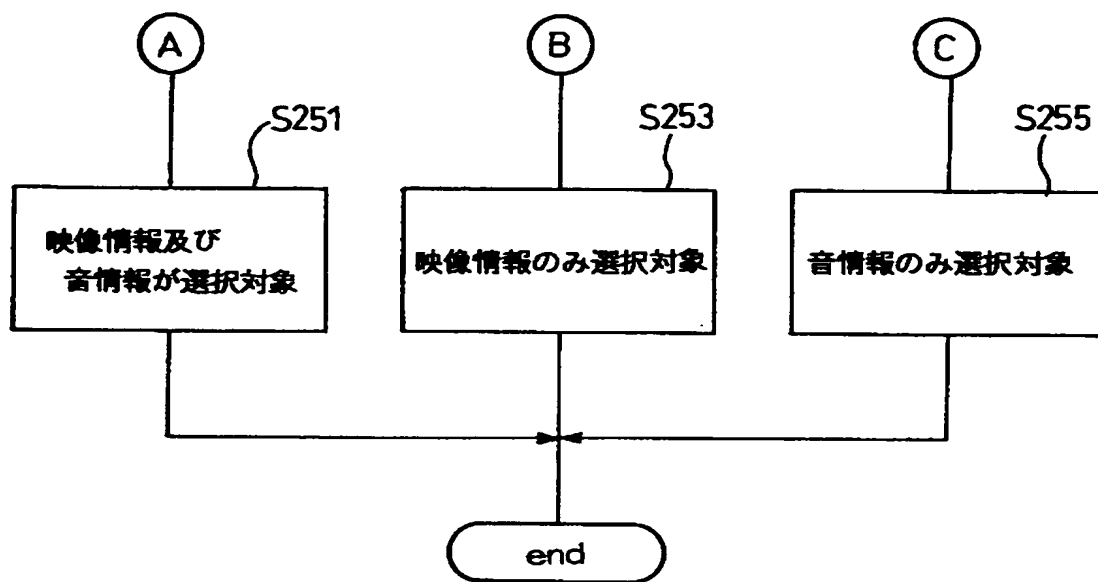 A
B
C
S251
S253
S255
映像情報及び
音情報が選択対象
映像情報のみ選択対象
音情報のみ選択対象
end